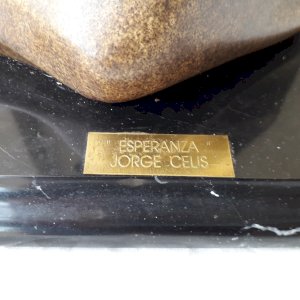 " ESPERANZA "
JORGE CELIS